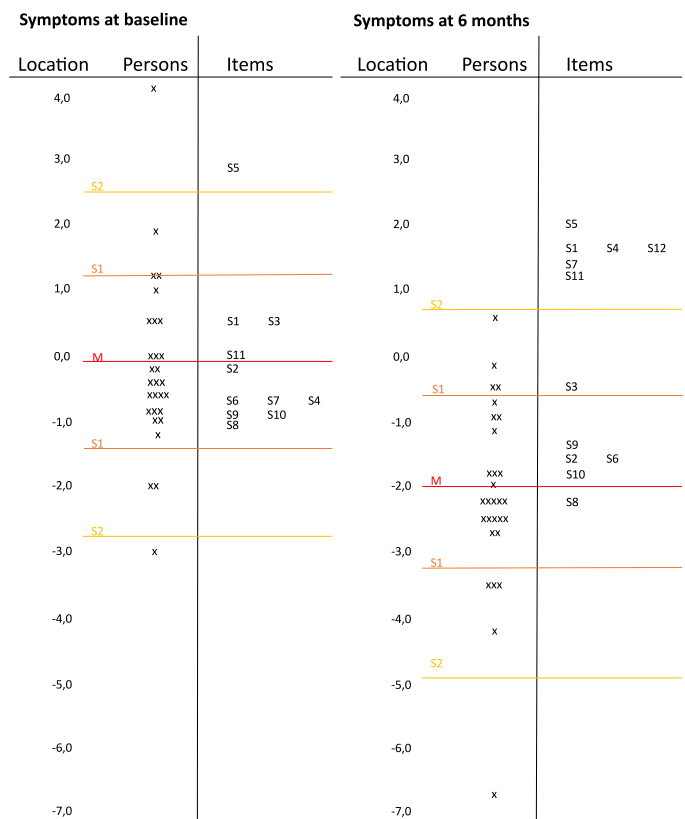 Symptoms at baseline
Location Persons Items
x
4,0
3,0
S5
S2
2,0
x
S1
xx
1,0
x
xxx S1 S3
0,0
M
xxx S11
xx S2
xxx
xxxx
S6 S7 S4
xxx S9 S10
-1,0
xx
S8
x
S1
-2,0 xx
S2
-3,0 x
-4,0
-5,0
-6,0
-7,0
Symptoms at 6 months
Location Persons Items
4,0
3,0
2,0 S5
S1 S4 S12
S7
S11
1,0
S2
x
0,0
x
S1
xx S3
x
xx
-1,0
x
S9
S2 S6
xxx S10
M
-2,0
x
xxxxx S8
xxxxx
xx
-3,0
S1
xxx
-4,0
x
S2
-5,0
-6,0
x
-7,0